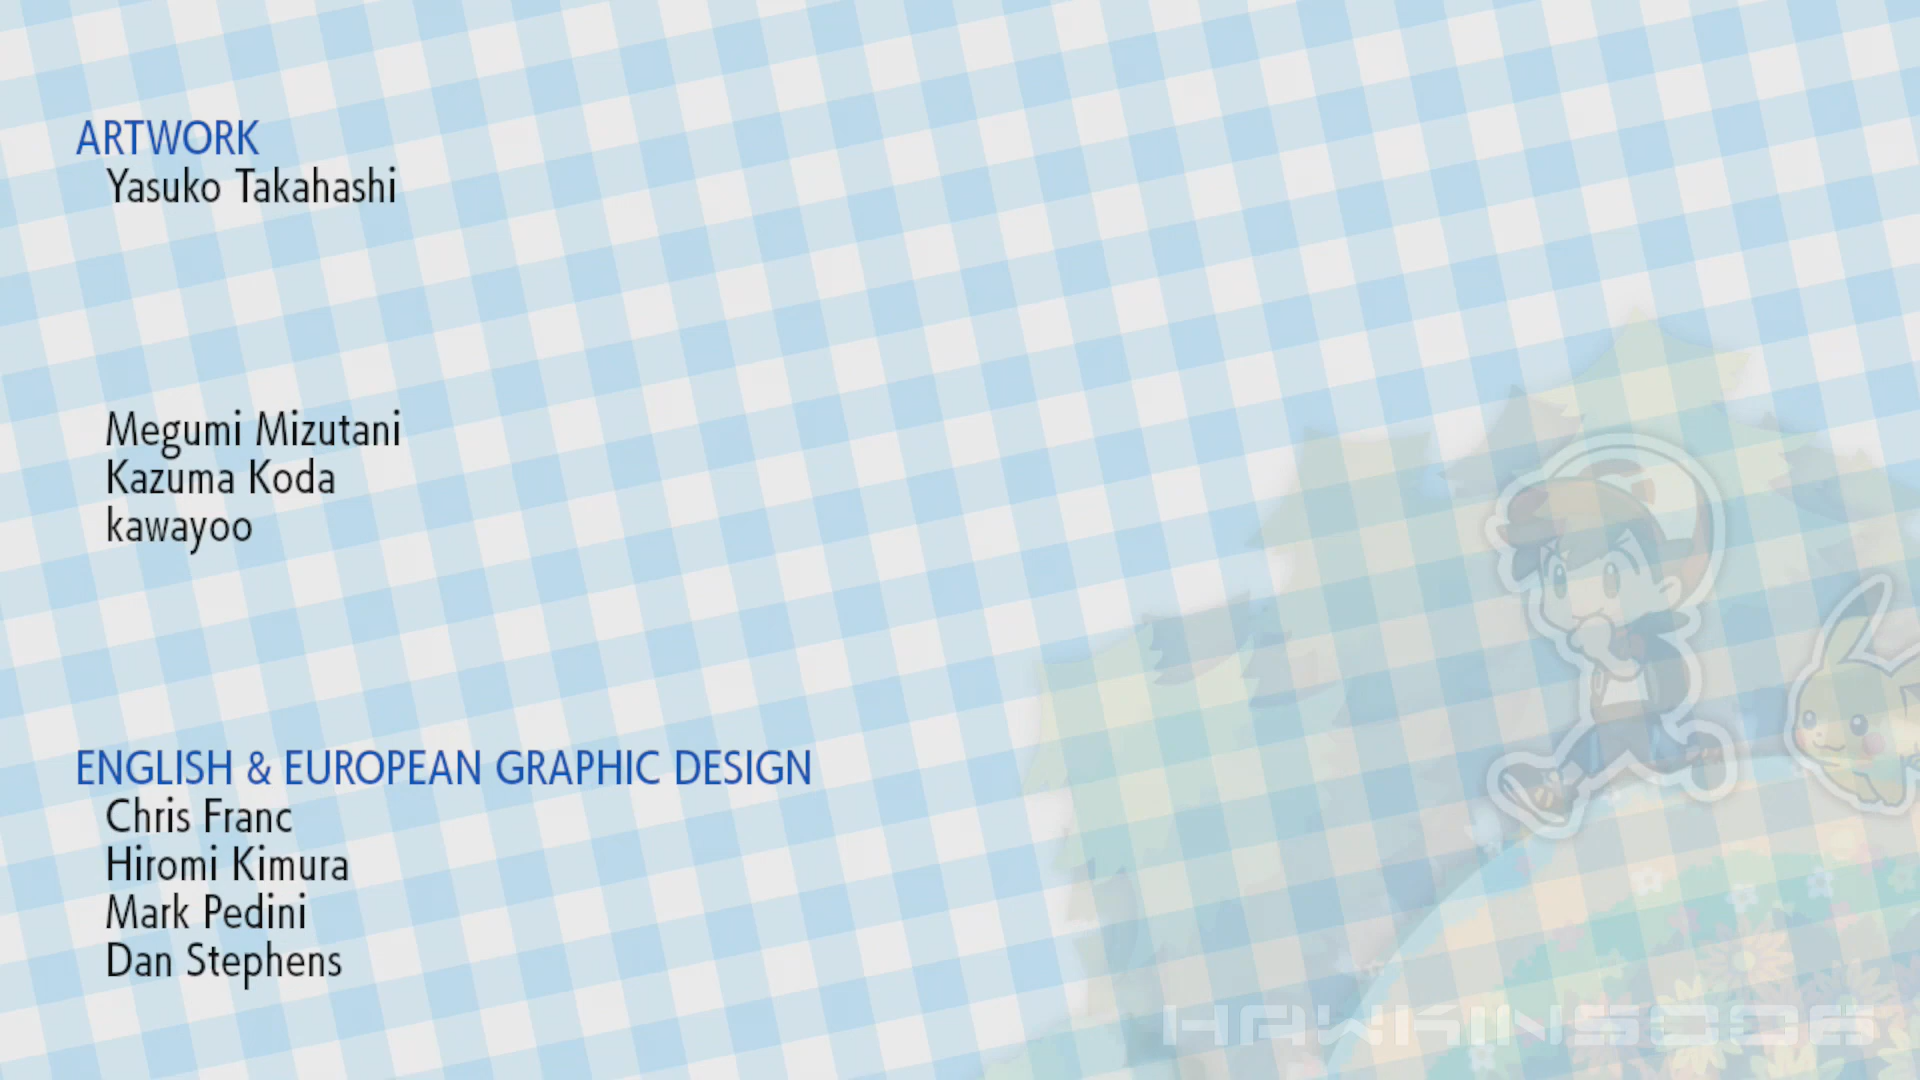 ARTWORK
Yasuko Takahashi
Megumi Mizutani
Kazuma Koda
kawayoo
ENGLISH & EUROPEAN GRAPHIC DESIGN
Chris Franc
Hiromi Kimura
Mark Pedini
Dan Stephens
HAWKINS006